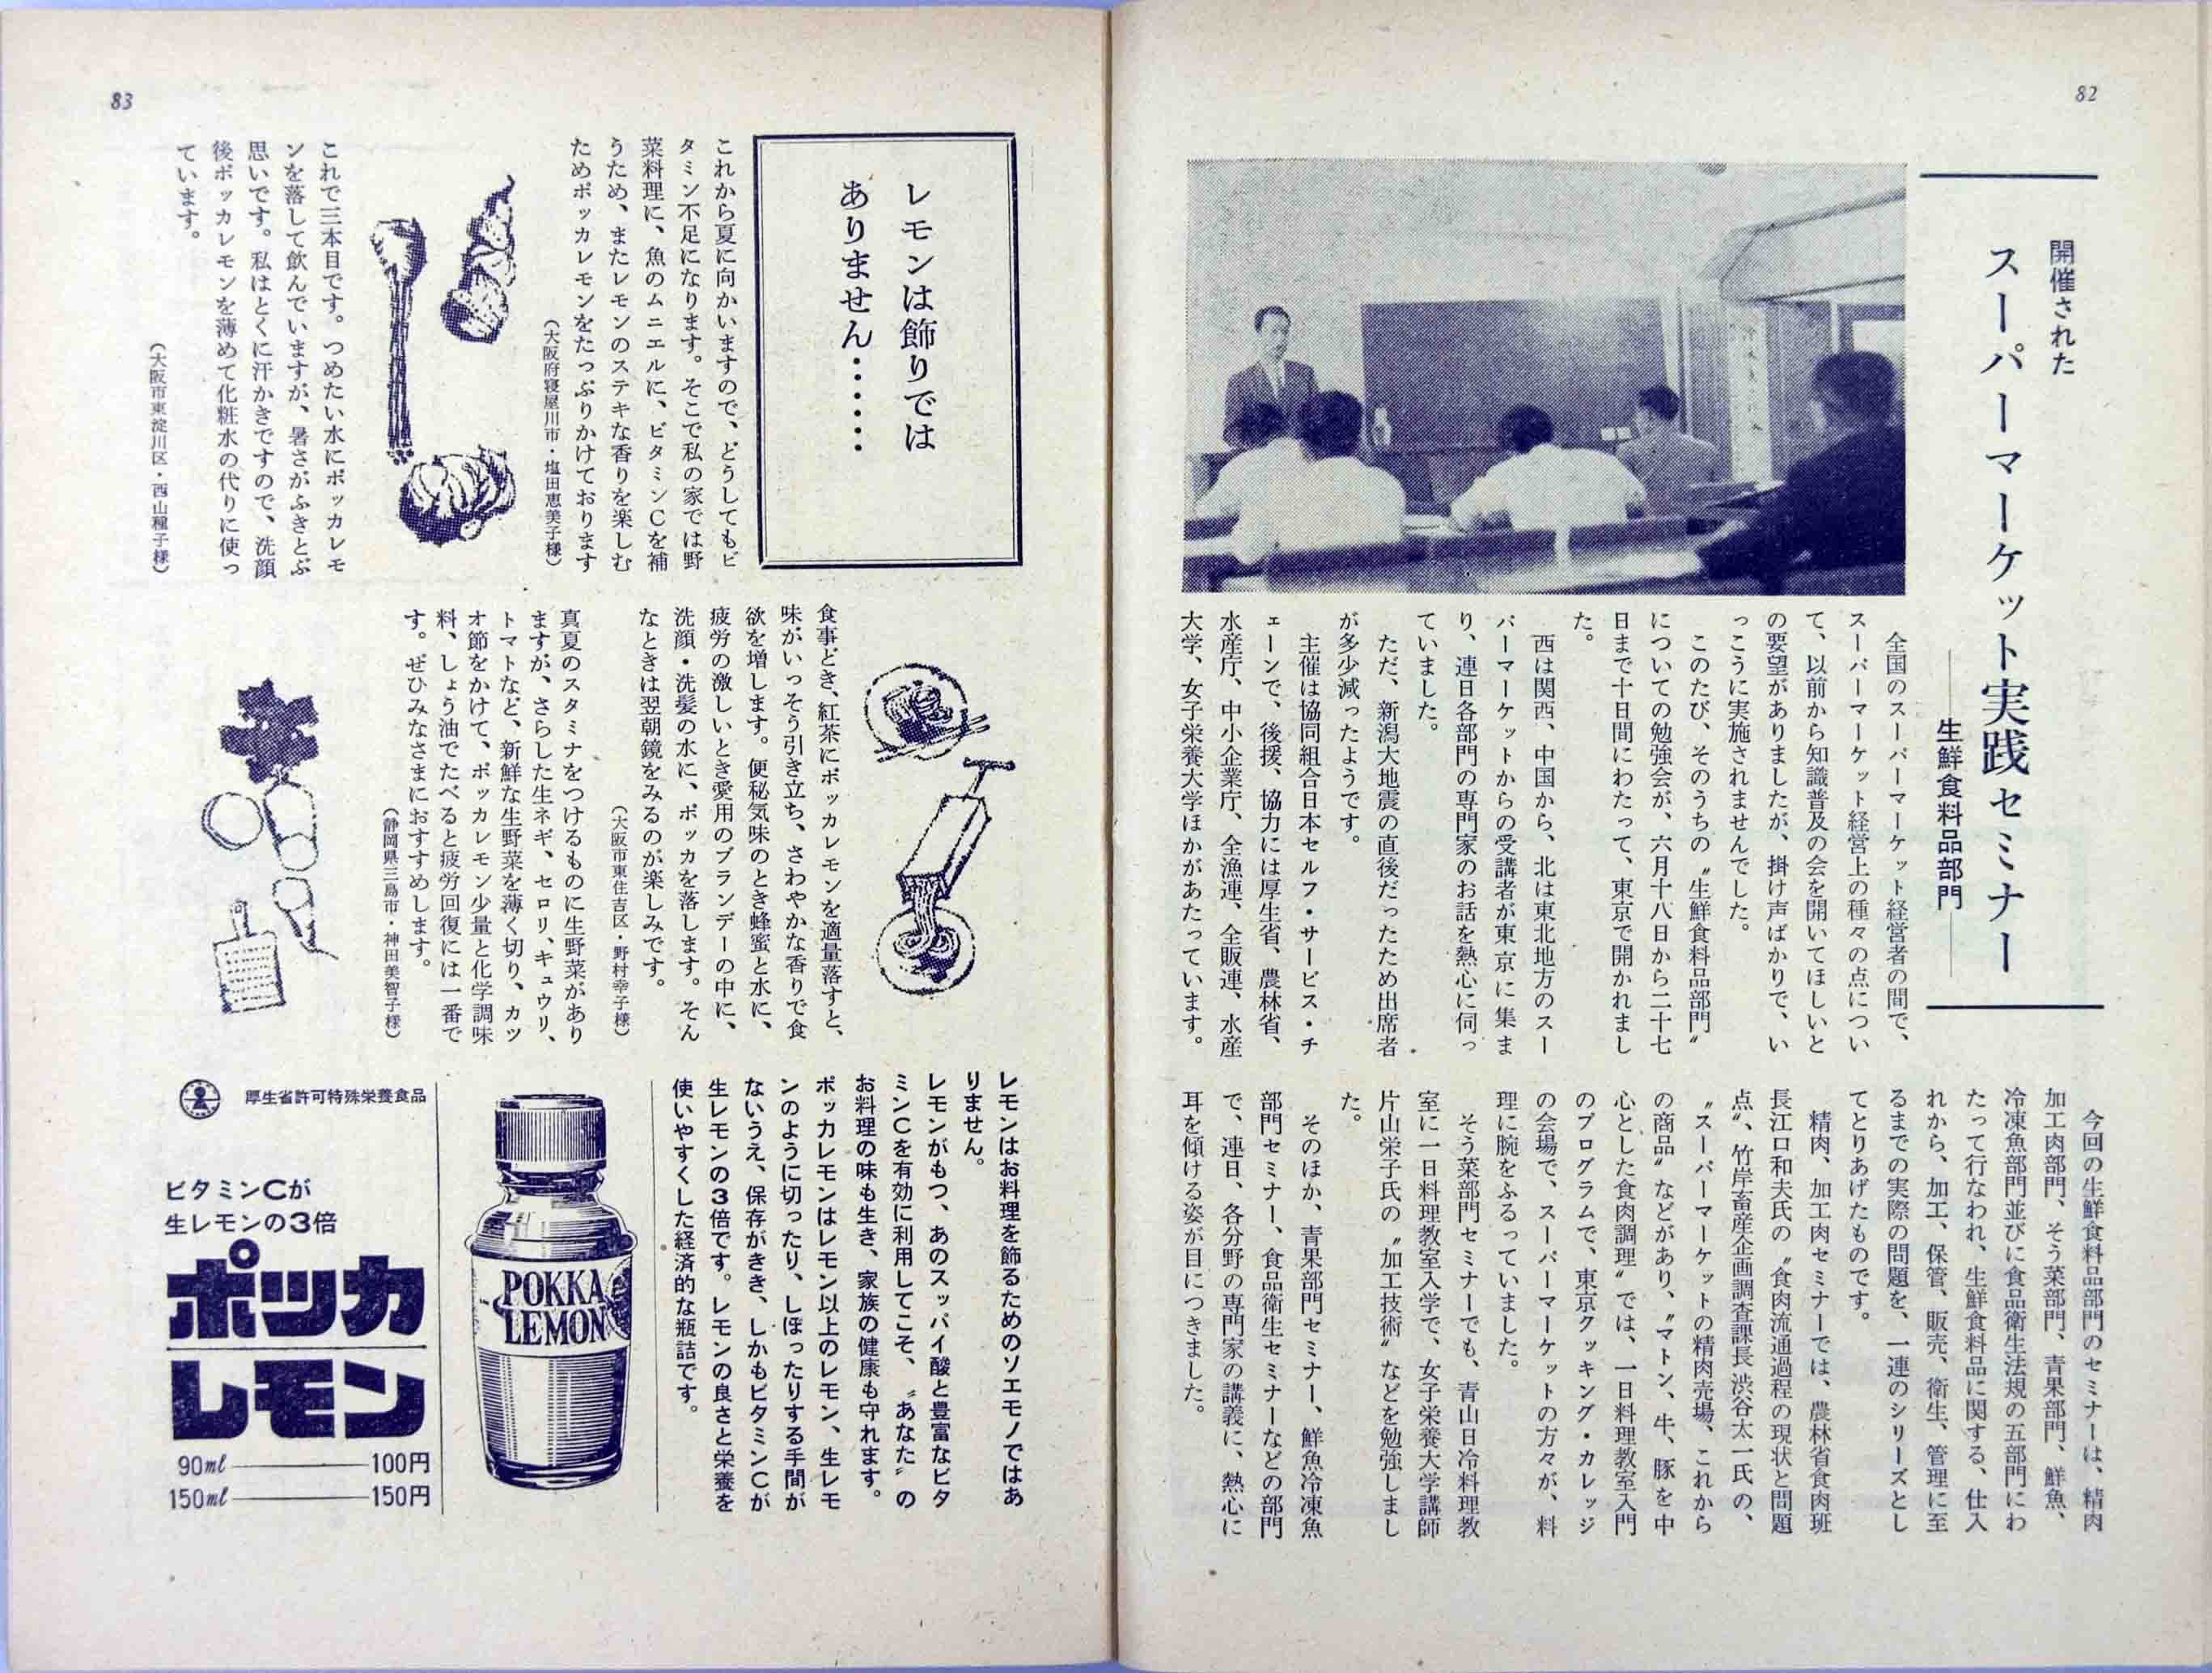 82
開催された
スーパーマーケット実践セミナー
――生鮮食料品部門――
全国のスーパーマーケット経営者の間で、
スーパーマーケット経営上の種々の点につい
て、以前から知識普及の会を開いてほしいと
の要望がありましたが、掛け声ばかりで、い
っこうに実施されませんでした。
このたび、そのうちの〝生鮮食料品部門〟
についての勉強会が、六月十八日から二十七
日まで十日間にわたって、東京で開かれまし
た。
西は関西、中国から、北は東北地方のスー
パーマーケットからの受講者が東京に集ま
り、連日各部門の専門家のお話を熱心に伺っ
ていました。
ただ、新潟大地震の直後だったため出席者
が多少減ったようです。
主催は協同組合日本セルフ・サービス・チ
ェーンで、後援、協力には厚生省、農林省、
水産庁、中小企業庁、全漁連、全販連、水産
大学、女子栄養大学ほかがあたっています。
今回の生鮮食料品部門のセミナーは、精肉
加工肉部門、そう菜部門、青果部門、鮮魚、
冷凍魚部門並びに食品衛生法規の五部門にわ
たって行なわれ、生鮮食料品に関する、仕入
れから、加工、保管、販売、衛生、管理に至
るまでの実際の問題を、一連のシリーズとし
てとりあげたものです。
精肉、加工肉セミナーでは、農林省食肉班
長江口和夫氏の〝食肉流通過程の現状と問題
点〟、竹岸畜産企画調査課長渋谷太一氏の、
〝スーパーマーケットの精肉売場、これから
の商品〟などがあり、〝マトン、牛、豚を中
心とした食肉調理〟では、一日料理教室入門
のプログラムで、東京クッキング・カレッジ
の会場で、スーパーマーケットの方々が、料
理に腕をふるっていました。
そう菜部門セミナーでも、青山日冷料理教
室に一日料理教室入学で、女子栄養大学講師
片山栄子氏の〝加工技術〟などを勉強しまし
た。
そのほか、青果部門セミナー、鮮魚冷凍魚
部門セミナー、食品衛生セミナーなどの部門
で、連日、各分野の専門家の講義に、熱心に
耳を傾ける姿が目につきました。
83
レモンは飾りでは
ありません……
これから夏に向かいますので、どうしてもビ
タミン不足になります。そこで私の家では野
菜料理に、魚のムニエルに、ビタミンCを補
うため、またレモンのステキな香りを楽しむ
ためポッカレモンをたっぷりかけております
（大阪府寝屋川市・塩田恵美子様）
これで三本目です。つめたい水にポッカレモ
ンを落して飲んでいますが、暑さがふきとぶ
思いです。私はとくに汗かきですので、洗顔
後ポッカレモンを薄めて化粧水の代りに使っ
ています。
（大阪市東淀川区・西山種子様）
食事どき、紅茶にポッカレモンを適量落すと、
味がいっそう引き立ち、さわやかな香りで食
欲を増します。便秘気味のとき蜂蜜と水に、
疲労の激しいとき愛用のブランデーの中に、
洗顔・洗髪の水に、ポッカを落します。そん
なときは翌朝鏡をみるのが楽しみです。
（大阪市東住吉区・野村幸子様）
真夏のスタミナをつけるものに生野菜があり
ますが、さらした生ネギ、セロリ、キュウリ、
トマトなど、新鮮な生野菜を薄く切り、カツ
オ節をかけて、ポッカレモン少量と化学調味
料、しょう油でたべると疲労回復には一番で
す。ぜひみなさまにおすすめします。
（静岡県三島市・神田美智子様）
レモンはお料理を飾るためのソエモノではあ
りません。
レモンがもつ、あのスッパイ酸と豊富なビタ
ミンCを有効に利用してこそ、〝あなた〟の
お料理の味も生き、家族の健康も守れます。
ポッカレモンはレモン以上のレモン、生レモ
ンのように切ったり、しぼったりする手間が
ないうえ、保存がきき、しかもビタミンCが
生レモンの3倍です。レモンの良さと栄養を
使いやすくした経済的な瓶詰です。
POKKA
LEMON
厚生省許可特殊栄養食品
ビタミンCが
生レモンの3倍
ポッカ
レモン
90ml―――100円
150ml―――150円